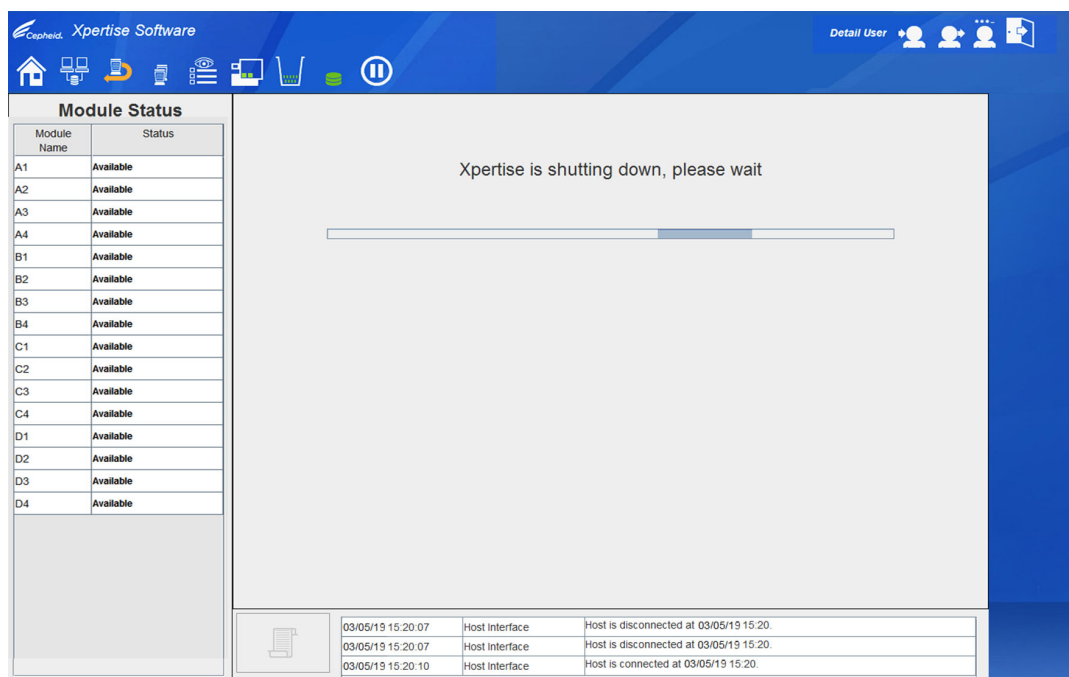 Cepheid. Xpertise Software
Detail User
Module Status
Module Name Status
A1 Available
A2 Available
A3 Available
A4 Available
B1 Available
B2 Available
B3 Available
B4 Available
C1 Available
C2 Available
C3 Available
C4 Available
D1 Available
D2 Available
D3 Available
D4 Available
Xpertise is shutting down, please wait
03/05/19 15:20:07 Host Interface Host is disconnected at 03/05/19 15:20.
03/05/19 15:20:07 Host Interface Host is disconnected at 03/05/19 15:20.
03/05/19 15:20:10 Host Interface Host is connected at 03/05/19 15:20.